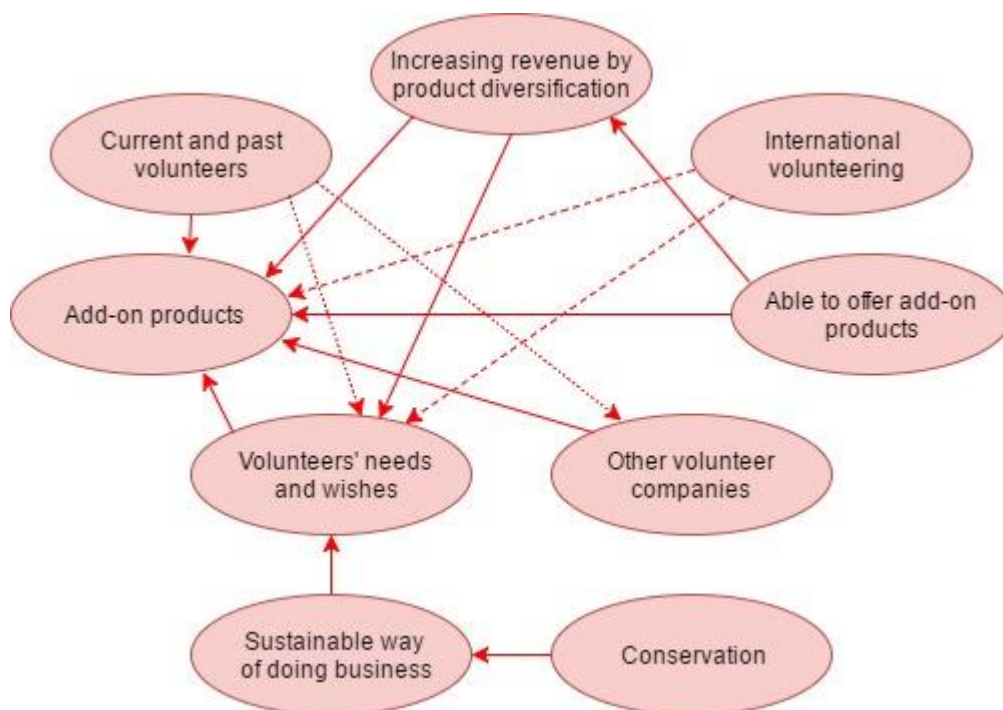 Increasing revenue by
product diversification
Current and past
volunteers
International
volunteering
Add-on products
Able to offer add-on
products
Volunteers' needs
and wishes
Other volunteer
companies
Sustainable way
of doing business
Conservation